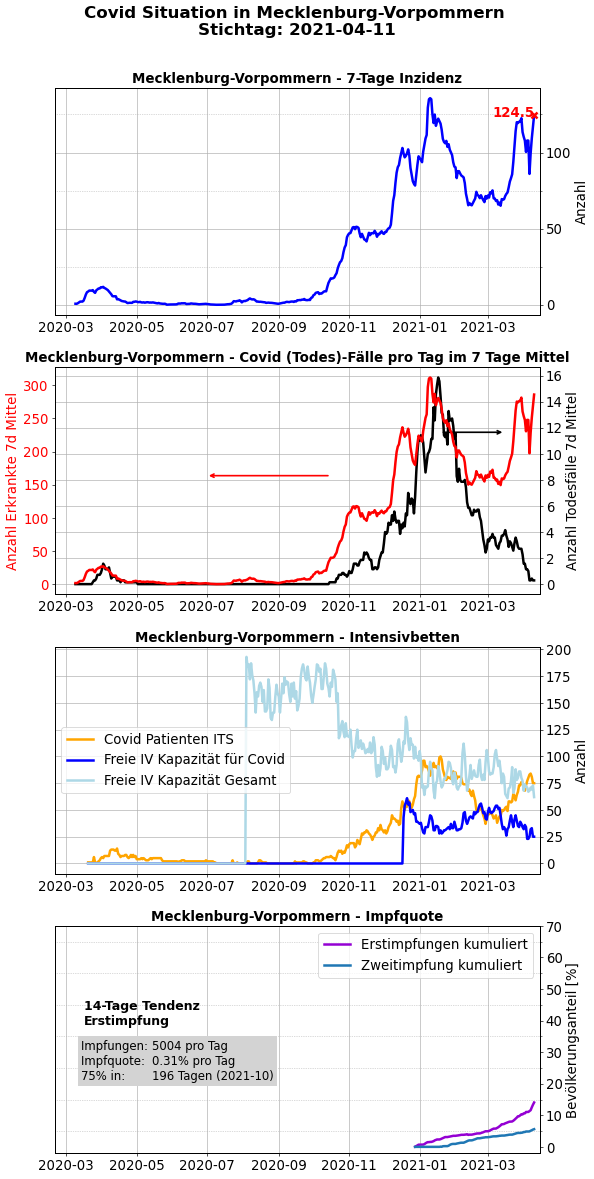 Covid Situation in Mecklenburg-Vorpommern
Stichtag: 2021-04-11
Mecklenburg-Vorpommern - 7-Tage Inzidenz
124.5
100
50
0
Anzahl
2020-03 2020-05 2020-07 2020-09 2020-11 2021-01 2021-03
Mecklenburg-Vorpommern - Covid (Todes)-Fälle pro Tag im 7 Tage Mittel
Anzahl Erkrankte 7d Mittel
300
250
200
150
100
50
0
16
14
12
10
8
6
4
2
0
Anzahl Todesfälle 7d Mittel
2020-03 2020-05 2020-07 2020-09 2020-11 2021-01 2021-03
Mecklenburg-Vorpommern - Intensivbetten
Covid Patienten ITS
Freie IV Kapazität für Covid
Freie IV Kapazität Gesamt
200
175
150
125
100
75
50
25
0
Anzahl
2020-03 2020-05 2020-07 2020-09 2020-11 2021-01 2021-03
Mecklenburg-Vorpommern - Impfquote
Erstimpfungen kumuliert
Zweitimpfung kumuliert
14-Tage Tendenz
Erstimpfung
Impfungen: 5004 pro Tag
Impfquote: 0.31% pro Tag
75% in: 196 Tagen (2021-10)
70
60
50
40
30
20
10
0
Bevölkerungsanteil [%]
2020-03 2020-05 2020-07 2020-09 2020-11 2021-01 2021-03